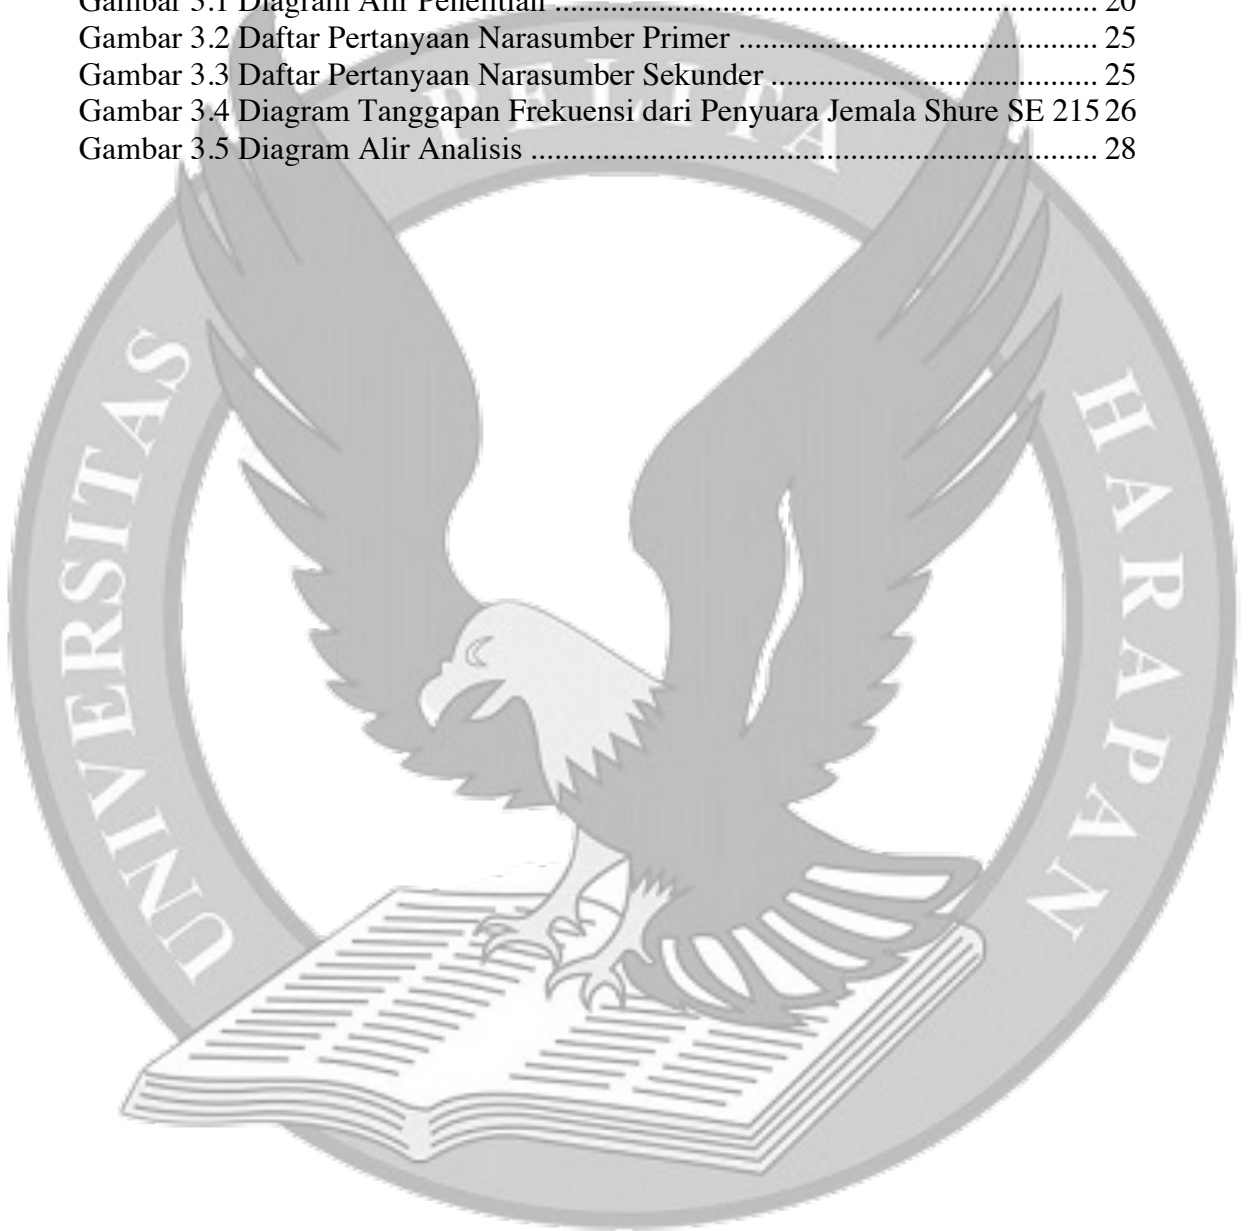 Gambar 3.1 Diagram Alir Penelitian ................................................................... 20
Gambar 3.2 Daftar Pertanyaan Narasumber Primer ............................................ 25
Gambar 3.3 Daftar Pertanyaan Narasumber Sekunder ........................................ 25
Gambar 3.4 Diagram Tanggapan Frekuensi dari Penyuara Jemala Shure SE 215 26
Gambar 3.5 Diagram Alir Analisis ...................................................................... 28
UNIVERSITAS PELITA HARAPAN